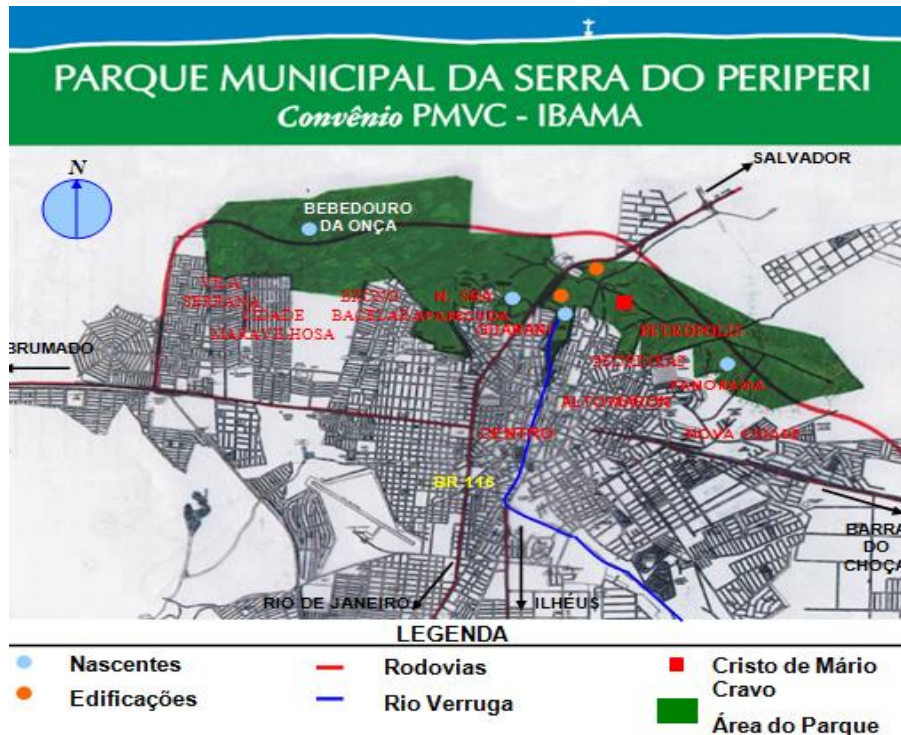 PARQUE MUNICIPAL DA SERRA DO PERIPERI
Convênio PMVC - IBAMA
SALVADOR
N
BEBEDOURO
DA ONÇA
VILA
SERRANA
CIDADE
MARAVILHOSA
BRUNO
BACELAR
N. SRA
APARECIDA
GUARANI
PETRÓPOLIS
PANORAMA
BRUMADO
ALTO MARON
CENTRO
NOVA CIDADE
BR 116
BARRA
DO
CHOÇA
RIO DE JANEIRO
ILHÉUS
LEGENDA
Nascentes
Edificações
Rodovias
Rio Verruga
Cristo de Mário
Cravo
Área do Parque